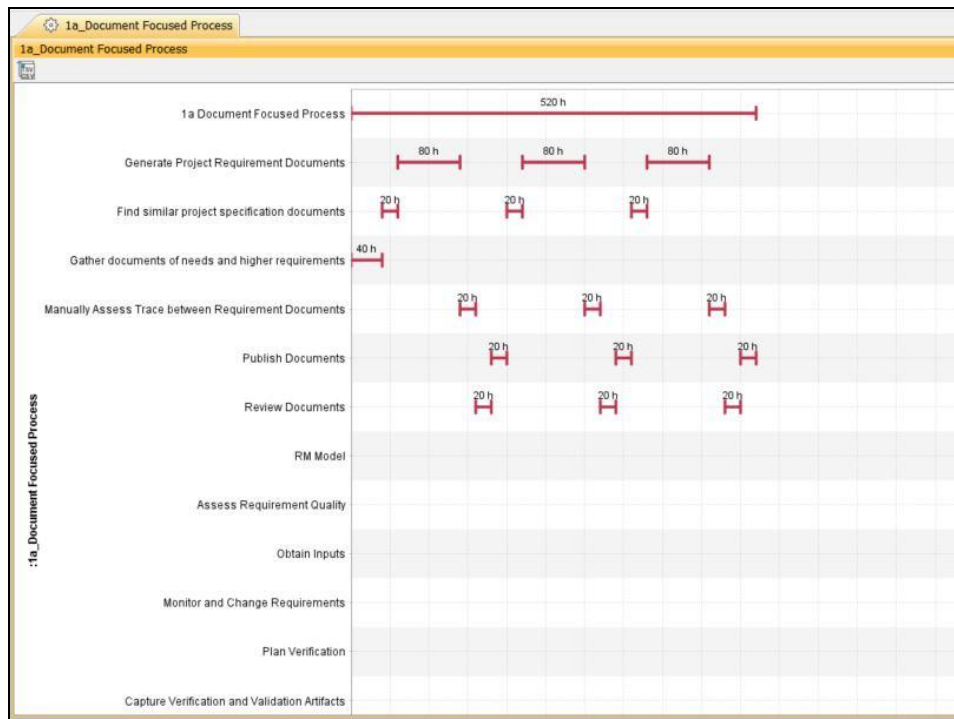 1a_Document Focused Process
1a_Document Focused Process
1a Document Focused Process
520 h
Generate Project Requirement Documents
80 h
80 h
80 h
Find similar project specification documents
20 h
20 h
20 h
Gather documents of needs and higher requirements
40 h
Manually Assess Trace between Requirement Documents
20 h
20 h
20 h
Publish Documents
20 h
20 h
20 h
Review Documents
20 h
20 h
20 h
RM Model
Assess Requirement Quality
Obtain Inputs
Monitor and Change Requirements
Plan Verification
Capture Verification and Validation Artifacts
:1a_Document Focused Process